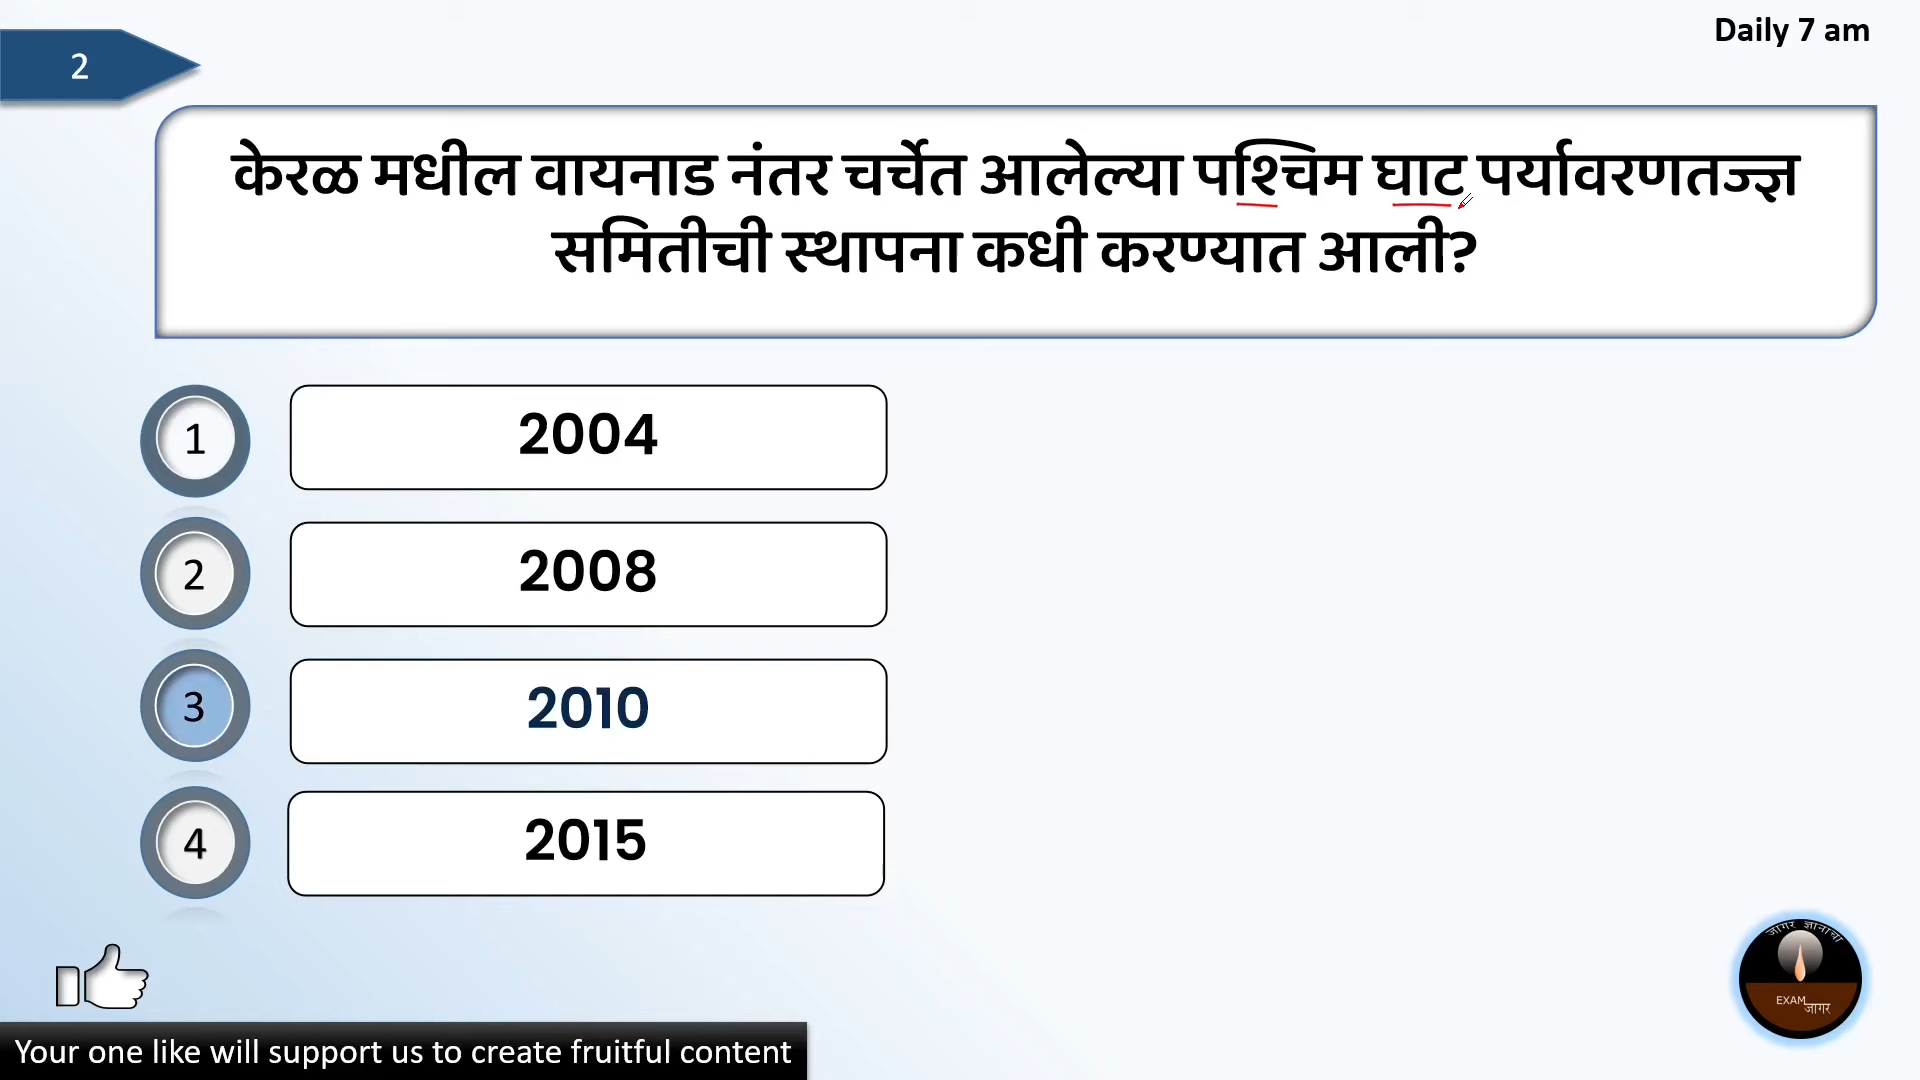 Daily 7 am
2
केरळ मधील वायनाड नंतर चर्चेत आलेल्या पश्चिम घाट पर्यावरणतज्ज्ञ
समितीची स्थापना कधी करण्यात आली?
1
2004
2
2008
3
2010
4
2015
जागर ज्ञानाचा
EXAM जागर
Your one like will support us to create fruitful content